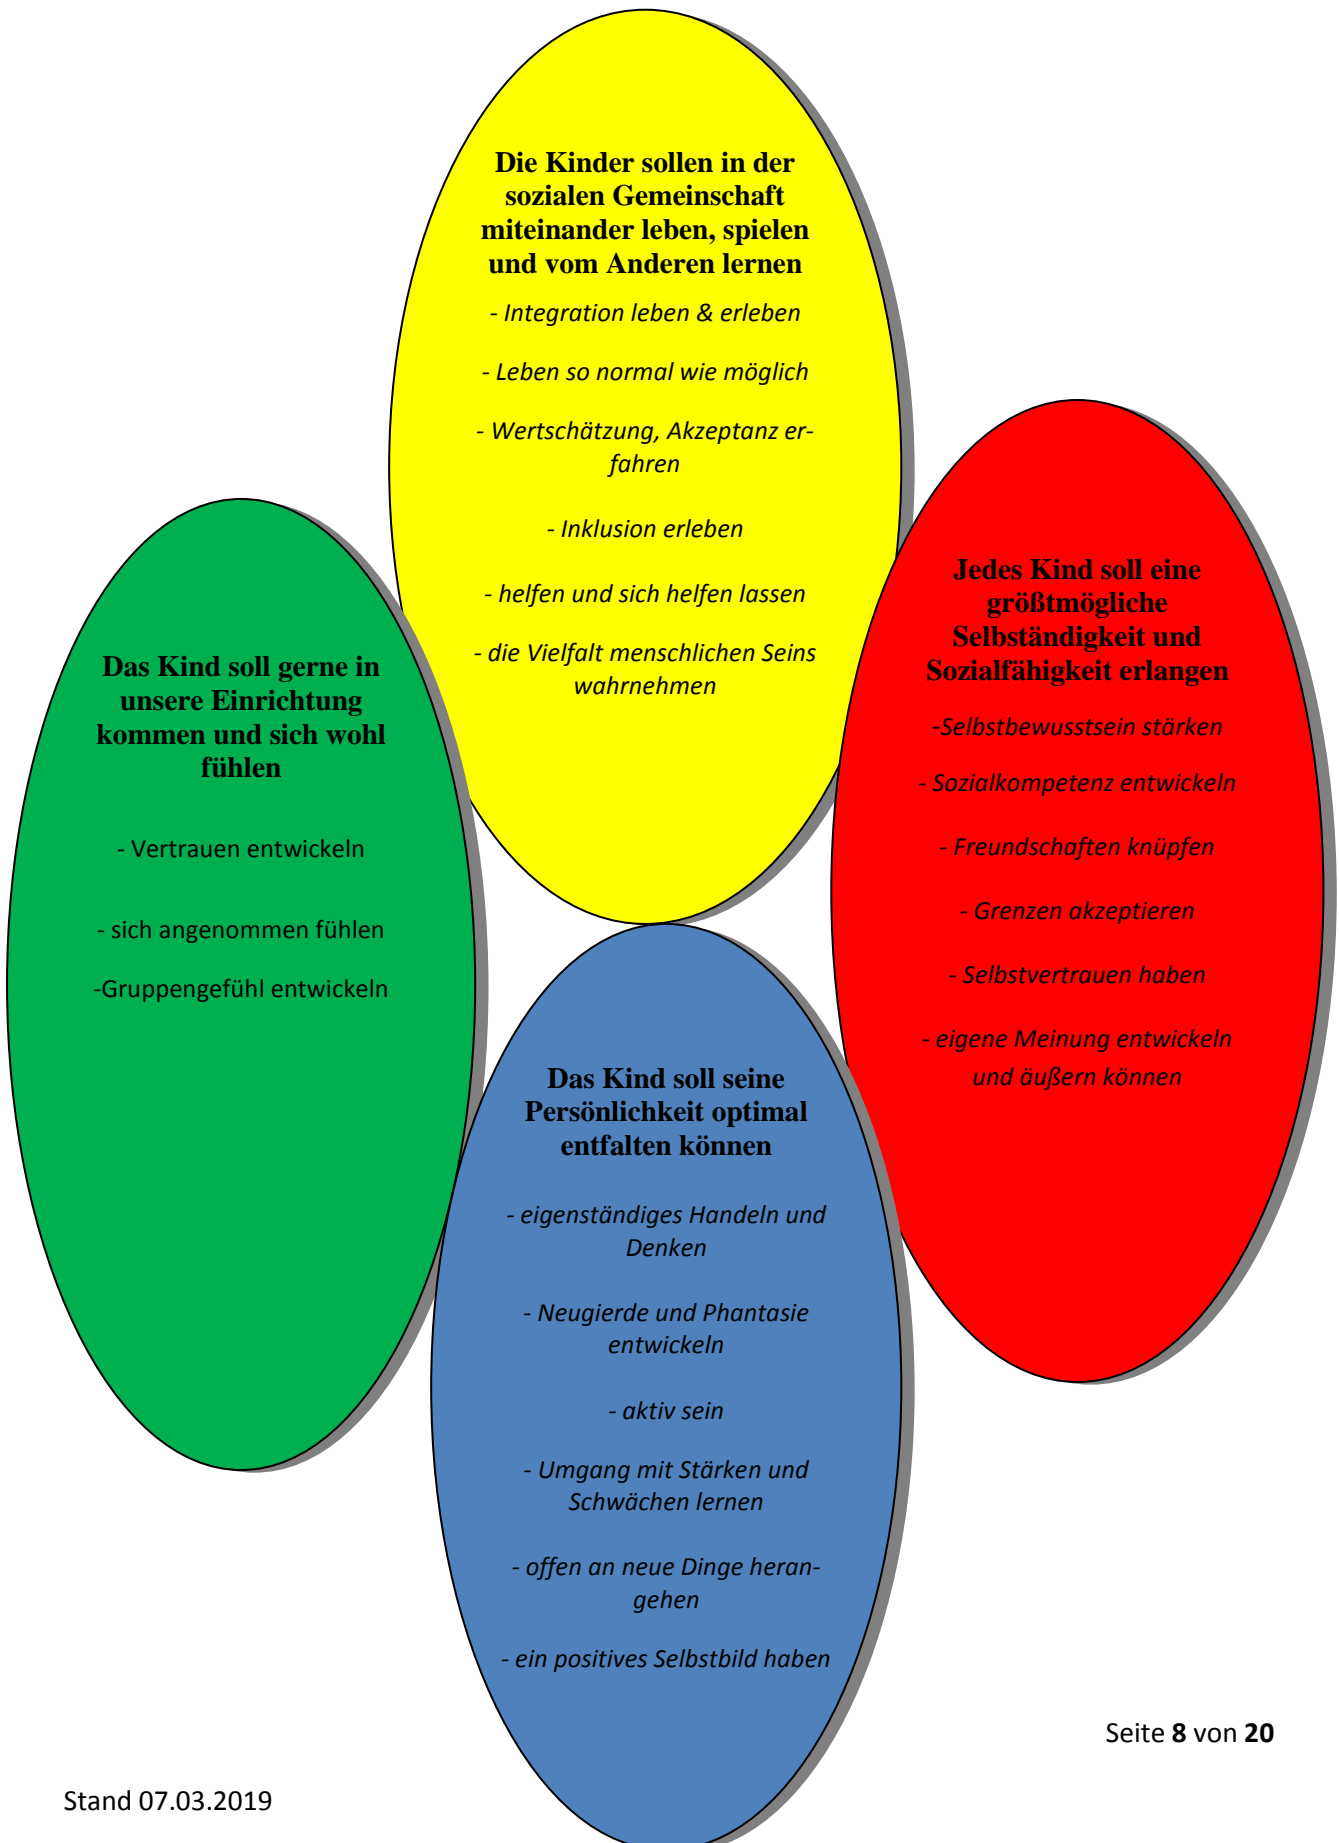 Die Kinder sollen in der
sozialen Gemeinschaft
miteinander leben, spielen
und vom Anderen lernen
- Integration leben & erleben
- Leben so normal wie möglich
- Wertschätzung, Akzeptanz er-
fahren
- Inklusion erleben
- helfen und sich helfen lassen
- die Vielfalt menschlichen Seins
wahrnehmen
Das Kind soll gerne in
unsere Einrichtung
kommen und sich wohl
fühlen
- Vertrauen entwickeln
- sich angenommen fühlen
-Gruppengefühl entwickeln
Jedes Kind soll eine
größtmögliche
Selbständigkeit und
Sozialfähigkeit erlangen
-Selbstbewusstsein stärken
- Sozialkompetenz entwickeln
- Freundschaften knüpfen
- Grenzen akzeptieren
- Selbstvertrauen haben
- eigene Meinung entwickeln
und äußern können
Das Kind soll seine
Persönlichkeit optimal
entfalten können
- eigenständiges Handeln und
Denken
- Neugierde und Phantasie
entwickeln
- aktiv sein
- Umgang mit Stärken und
Schwächen lernen
- offen an neue Dinge heran-
gehen
- ein positives Selbstbild haben
Seite 8 von 20
Stand 07.03.2019